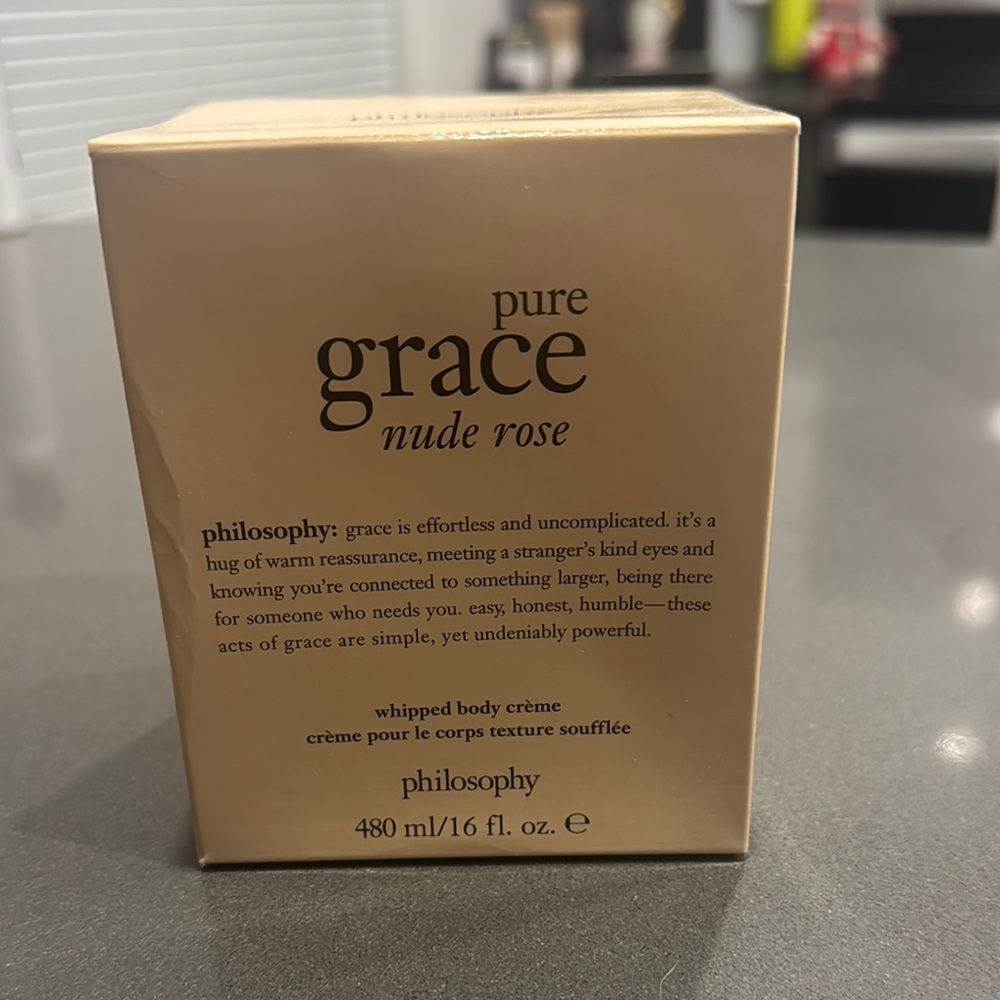 pure
grace
nude rose
philosophy: grace is effortless and uncomplicated. it's a
hug of warm reassurance, meeting a stranger's kind eyes and
knowing you're connected to something larger, being there
for someone who needs you. easy, honest, humble—these
acts of grace are simple, yet undeniably powerful.
whipped body crème
crème pour le corps texture soufflée
philosophy
480 ml/16 fl. oz. ℮